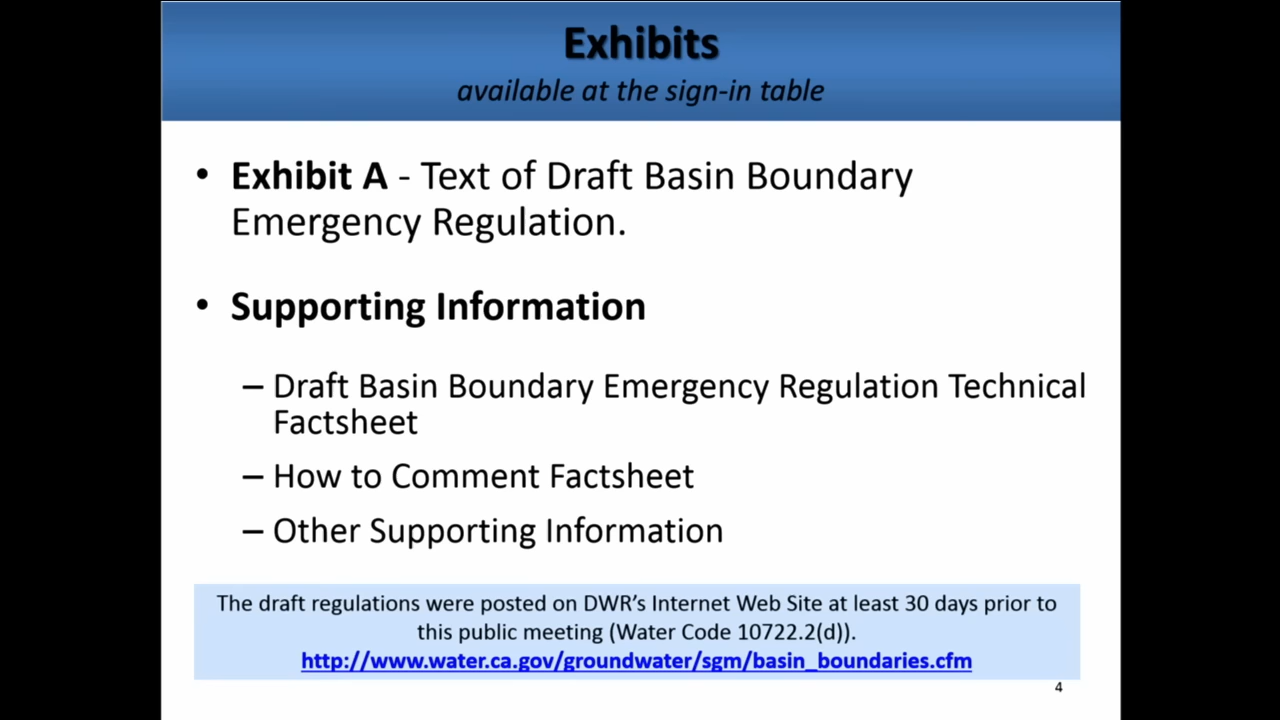 Exhibits
available at the sign-in table
• Exhibit A - Text of Draft Basin Boundary
Emergency Regulation.
• Supporting Information
– Draft Basin Boundary Emergency Regulation Technical
Factsheet
– How to Comment Factsheet
– Other Supporting Information
The draft regulations were posted on DWR’s Internet Web Site at least 30 days prior to
this public meeting (Water Code 10722.2(d)).
http://www.water.ca.gov/groundwater/sgm/basin_boundaries.cfm
4